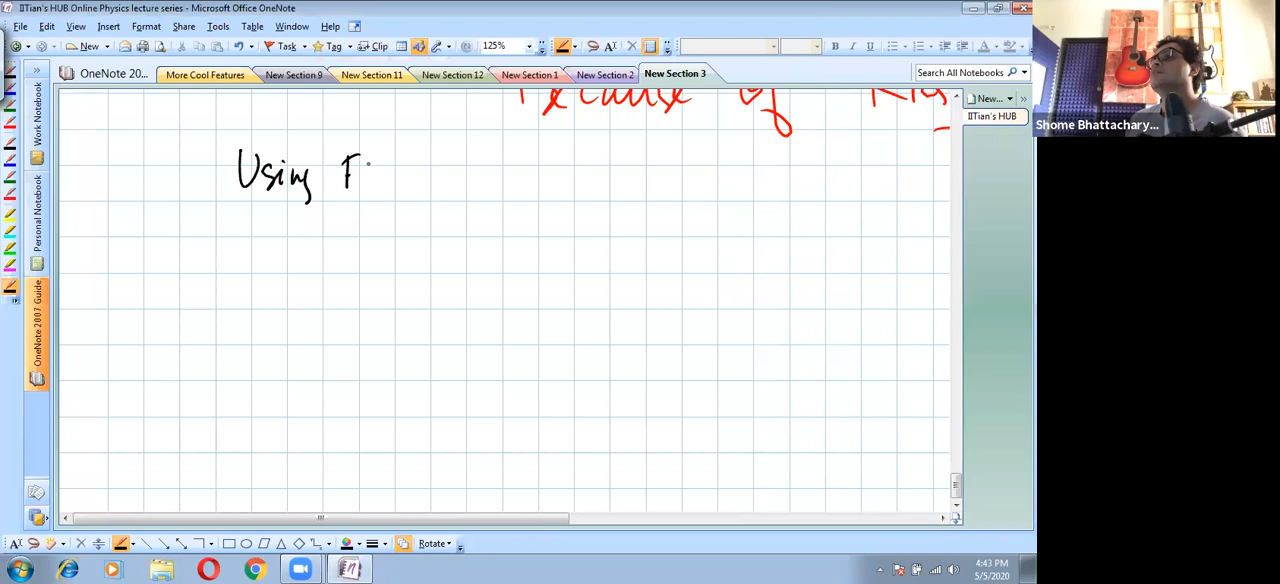 IITian's HUB Online Physics lecture series - Microsoft Office OneNote
File Edit View Insert Format Share Tools Table Window Help
New Task Tag Clip 125% B I U A
OneNote 20... More Cool Features New Section 9 New Section 11 New Section 12 New Section 1 New Section 2 New Section 3 Search All Notebooks
New...
IITian's HUB
Shome Bhattachary...
Work Notebook
Personal Notebook
OneNote 2007 Guide
because of
Using F
Rotate
4:43 PM
5/5/2020